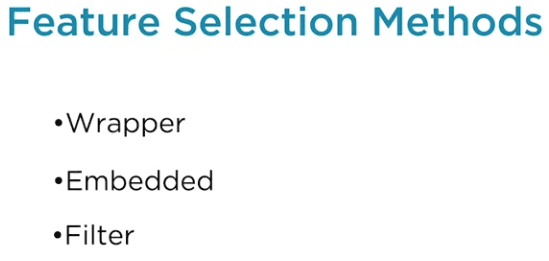 Feature Selection Methods
•Wrapper
•Embedded
•Filter